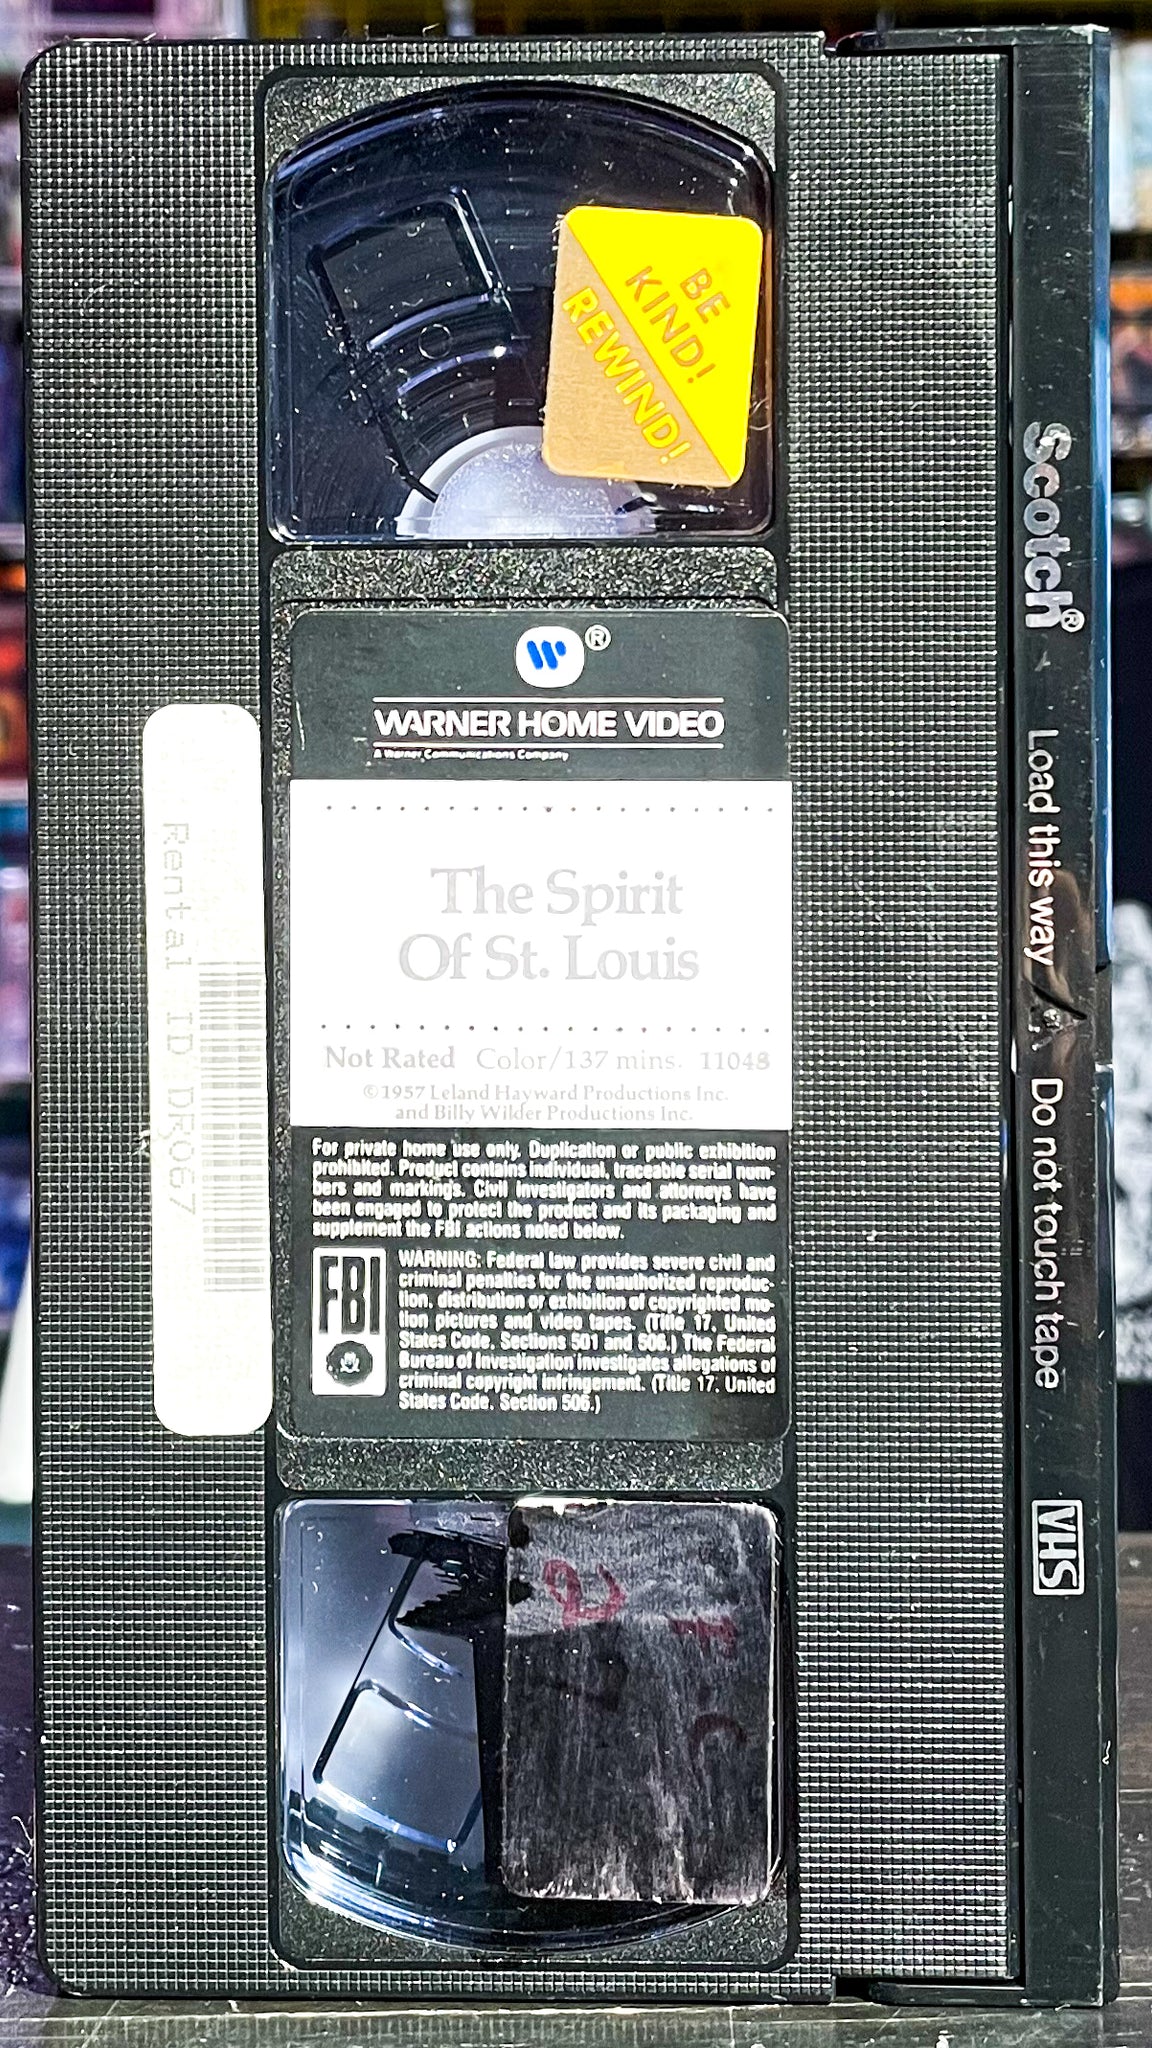 BE
KIND!
REWIND!
WARNER HOME VIDEO
A Warner Communications Company
The Spirit
Of St. Louis
Not Rated Color/137 mins. 11048
©1957 Leland Hayward Productions Inc.
and Billy Wilder Productions Inc.
For private home use only. Duplication or public exhibition
prohibited. Product contains individual, traceable serial num-
bers and markings. Civil investigators and attorneys have
been engaged to protect the product and its packaging and
supplement the FBI actions noted below.
FBI
WARNING: Federal law provides severe civil and
criminal penalties for the unauthorized reproduc-
tion, distribution or exhibition of copyrighted mo-
tion pictures and video tapes. (Title 17, United
States Code, Sections 501 and 506.) The Federal
Bureau of Investigation investigates allegations of
criminal copyright infringement. (Title 17, United
States Code, Section 506.)
Rental ID DR067
Scotch® Load this way Do not touch tape VHS